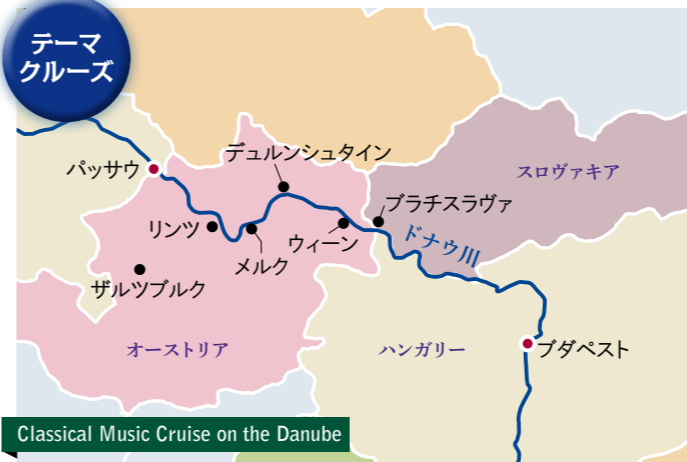 テーマ
クルーズ
デュルンシュタイン
パッサウ
スロヴァキア
ブラチスラヴァ
リンツ
ウィーン
ドナウ川
メルク
ザルツブルク
オーストリア
ハンガリー
ブダペスト
Classical Music Cruise on the Danube